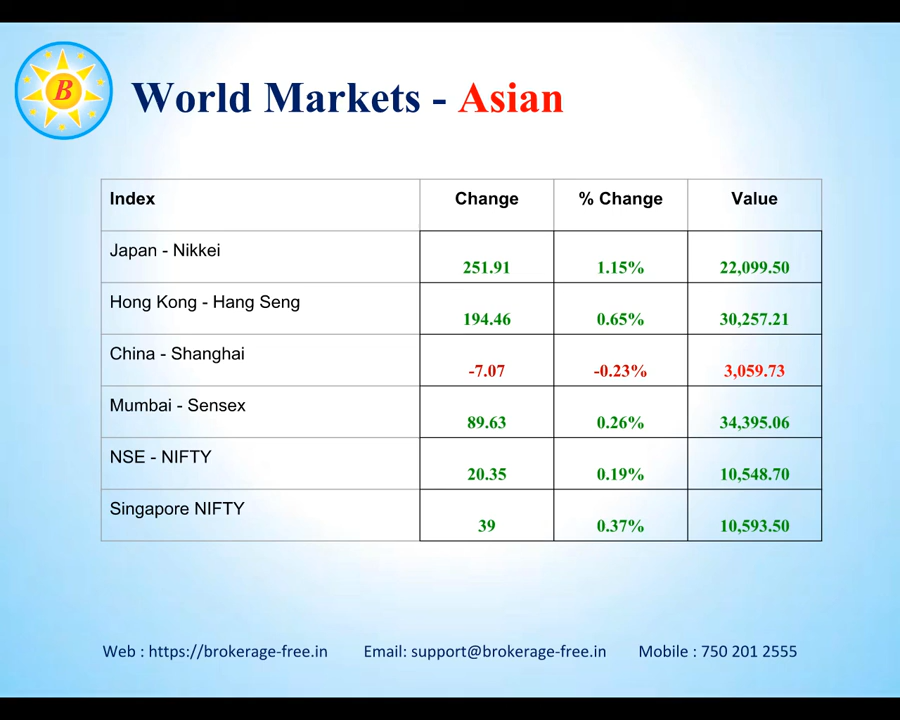 B
World Markets - Asian
Index Change % Change Value
Japan - Nikkei 251.91 1.15% 22,099.50
Hong Kong - Hang Seng 194.46 0.65% 30,257.21
China - Shanghai -7.07 -0.23% 3,059.73
Mumbai - Sensex 89.63 0.26% 34,395.06
NSE - NIFTY 20.35 0.19% 10,548.70
Singapore NIFTY 39 0.37% 10,593.50
Web : https://brokerage-free.in Email: support@brokerage-free.in Mobile : 750 201 2555